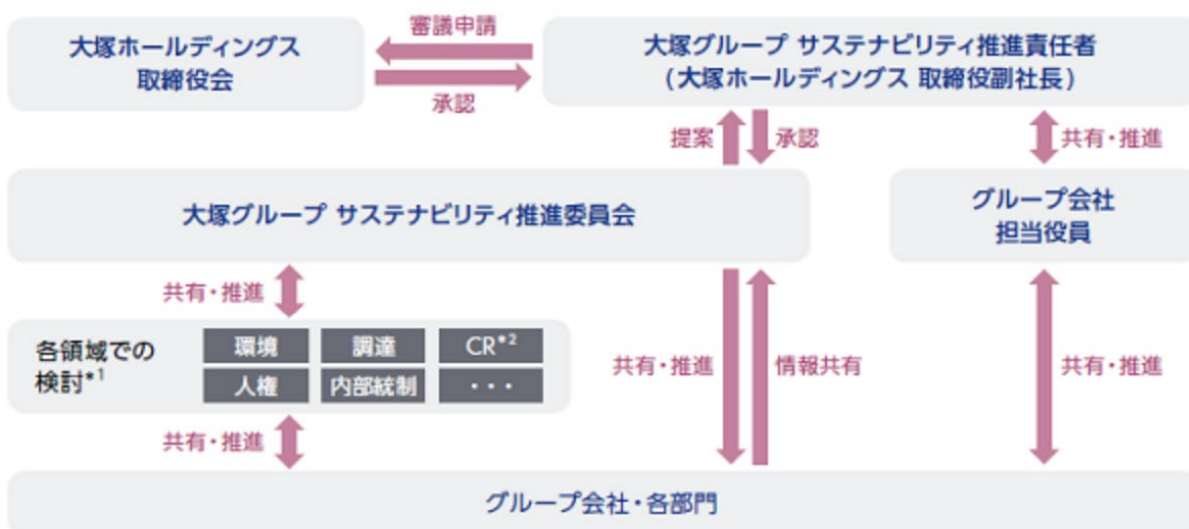 大塚ホールディングス
取締役会
審議申請
承認
大塚グループ サステナビリティ推進責任者
(大塚ホールディングス 取締役副社長)
提案
承認
共有・推進
大塚グループ サステナビリティ推進委員会
グループ会社
担当役員
共有・推進
各領域での
検討*1
環境
調達
CR*2
人権
内部統制
・・・
共有・推進
情報共有
共有・推進
共有・推進
グループ会社・各部門